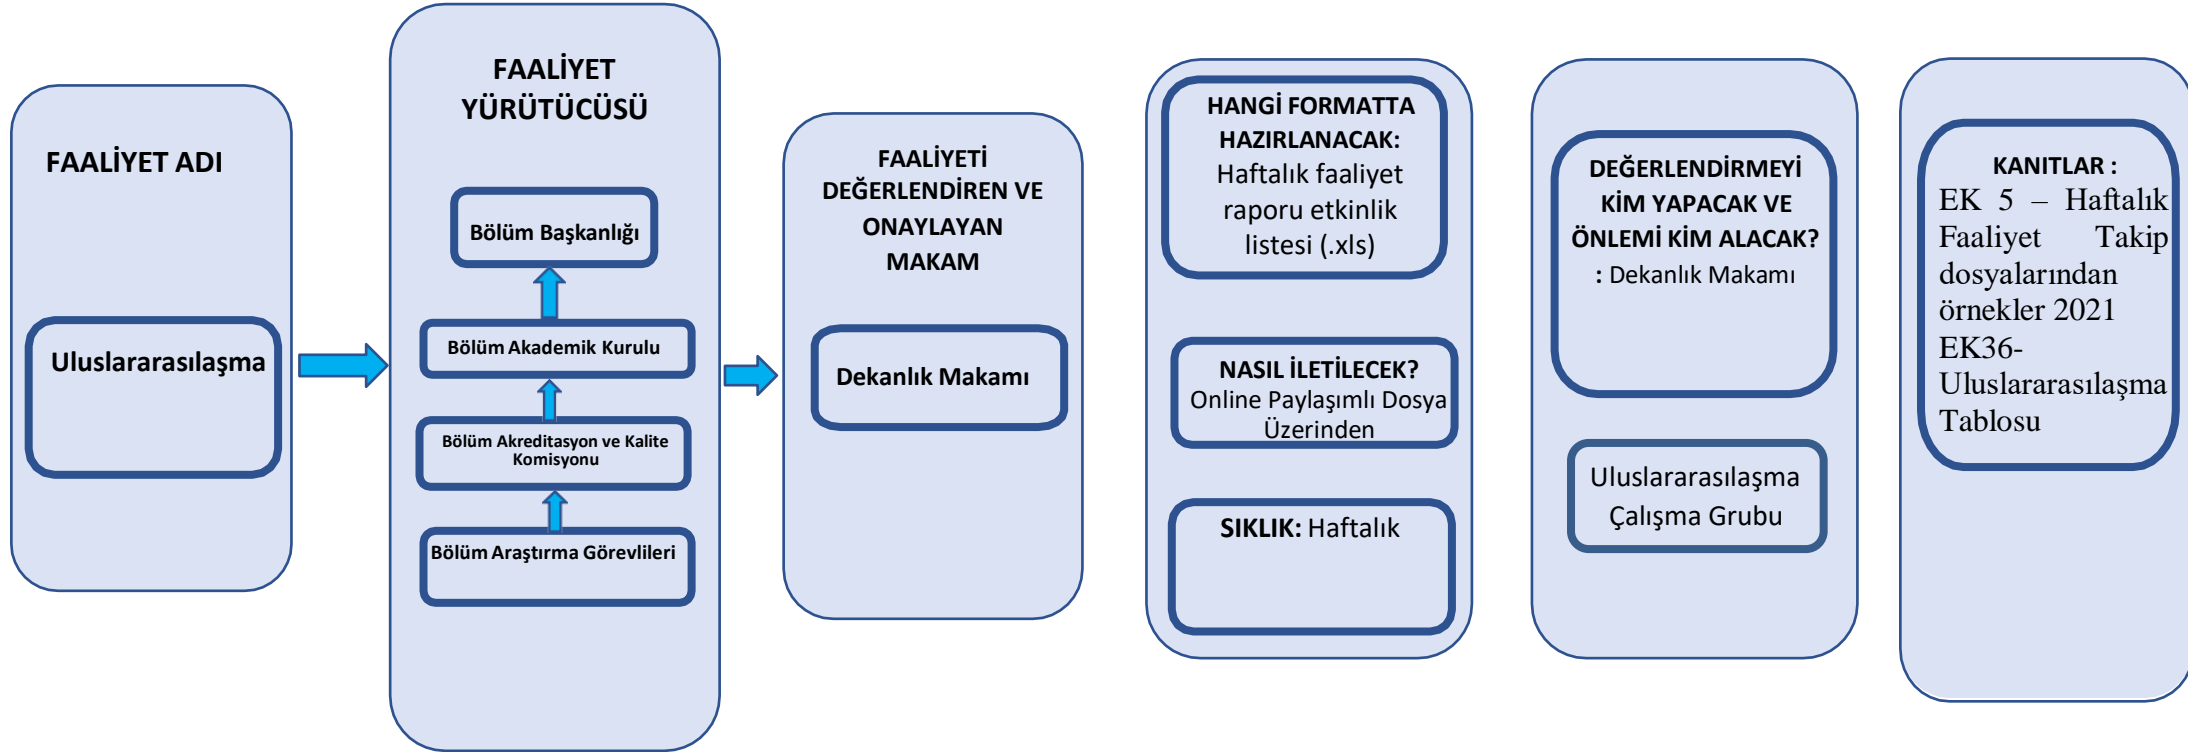 FAALİYET ADI
Uluslararasılaşma
FAALİYET
YÜRÜTÜCÜSÜ
Bölüm Başkanlığı
Bölüm Akademik Kurulu
Bölüm Akreditasyon ve Kalite
Komisyonu
Bölüm Araştırma Görevlileri
FAALİYETİ
DEĞERLENDİREN VE
ONAYLAYAN
MAKAM
Dekanlık Makamı
HANGİ FORMATTA
HAZIRLANACAK:
Haftalık faaliyet
raporu etkinlik
listesi (.xls)
NASIL İLETİLECEK?
Online Paylaşımlı Dosya
Üzerinden
SIKLIK: Haftalık
DEĞERLENDİRMEYİ
KİM YAPACAK VE
ÖNLEMİ KİM ALACAK?
: Dekanlık Makamı
Uluslararasılaşma
Çalışma Grubu
KANITLAR :
EK 5 – Haftalık
Faaliyet Takip
dosyalarından
örnekler 2021
EK36-
Uluslararasılaşma
Tablosu